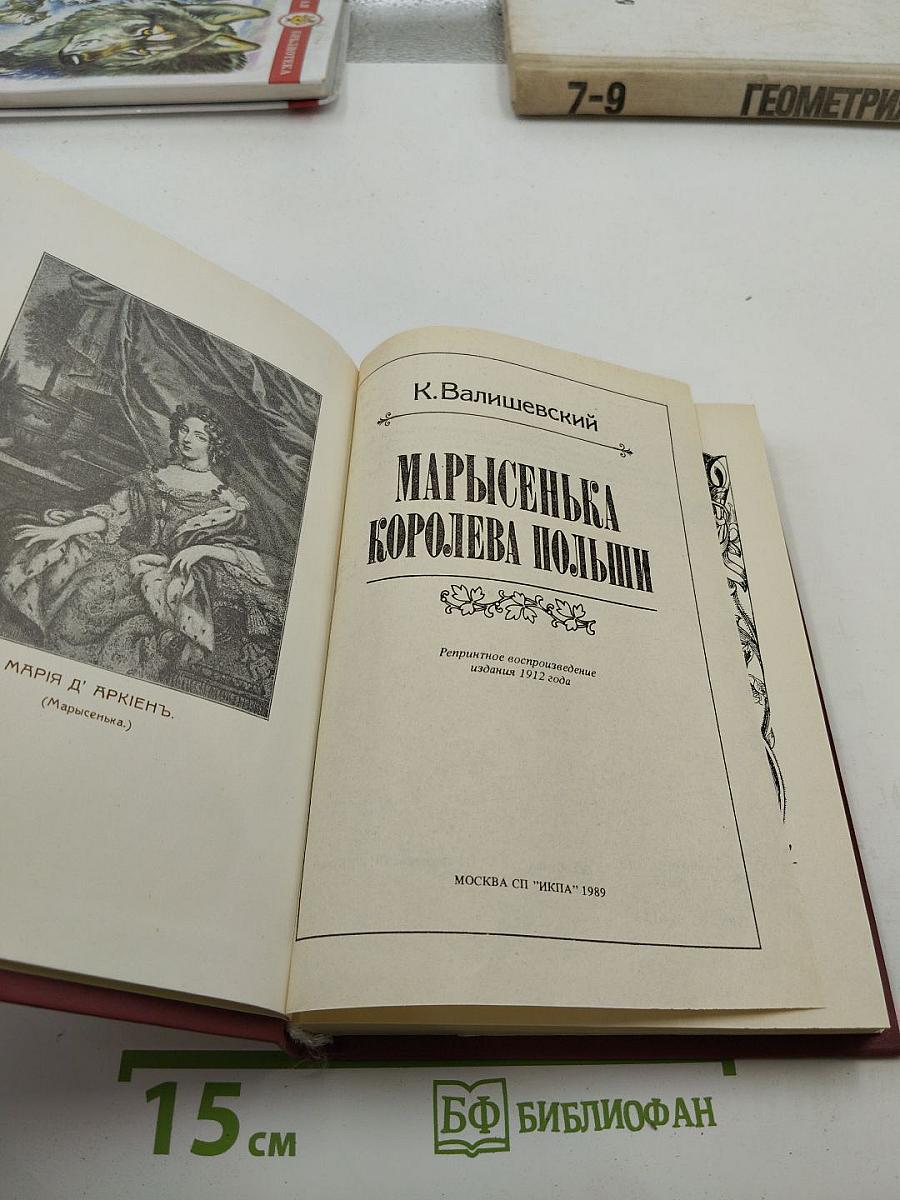 БИБЛИОТЕКА
7-9
ГЕОМЕТРИЯ
МАРІЯ Д' АРКІЕНЪ.
(Марысенька.)
К. Валишевский
МАРЫСЕНЬКА
КОРОЛЕВА ПОЛЬШИ
Репринтное воспроизведение
издания 1912 года
МОСКВА СП "ИКПА" 1989
15 см
БФ БИБЛИОФАН